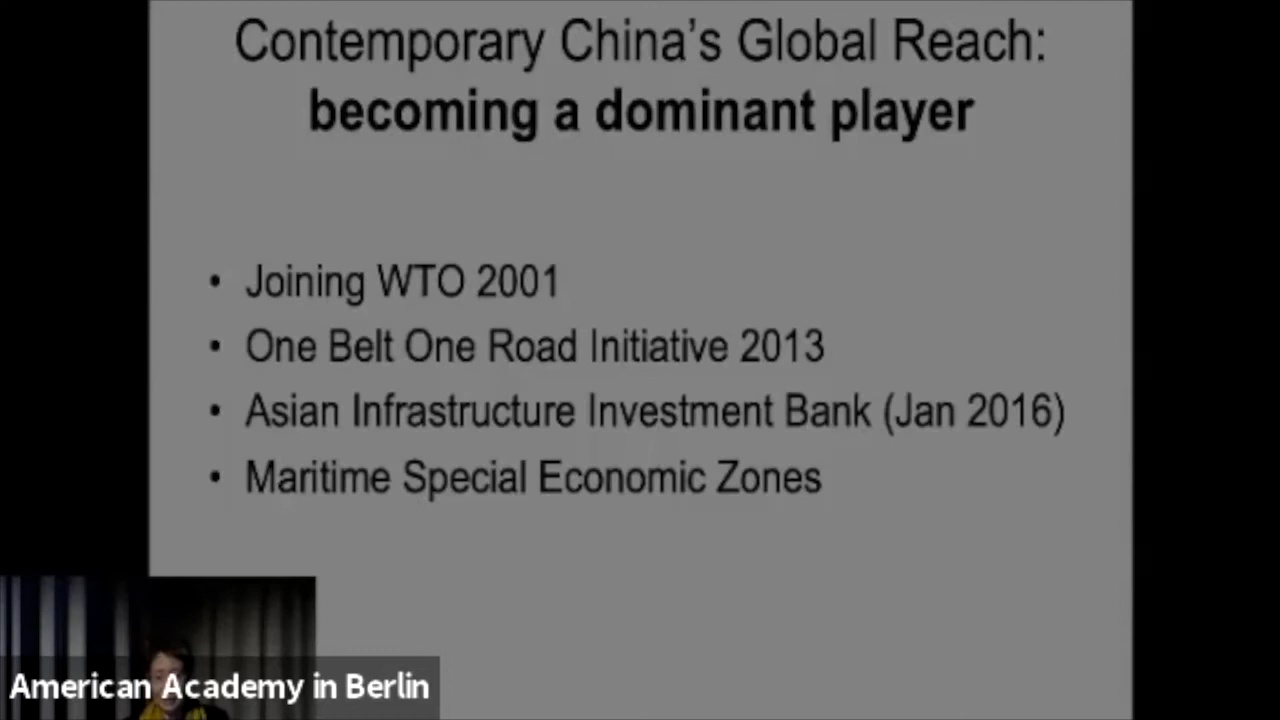 Contemporary China's Global Reach:
becoming a dominant player
• Joining WTO 2001
• One Belt One Road Initiative 2013
• Asian Infrastructure Investment Bank (Jan 2016)
• Maritime Special Economic Zones
American Academy in Berlin